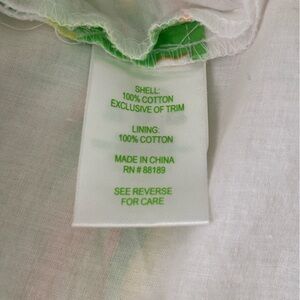 SHELL:
100% COTTON
EXCLUSIVE OF TRIM
LINING:
100% COTTON
MADE IN CHINA
RN # 88189
SEE REVERSE
FOR CARE